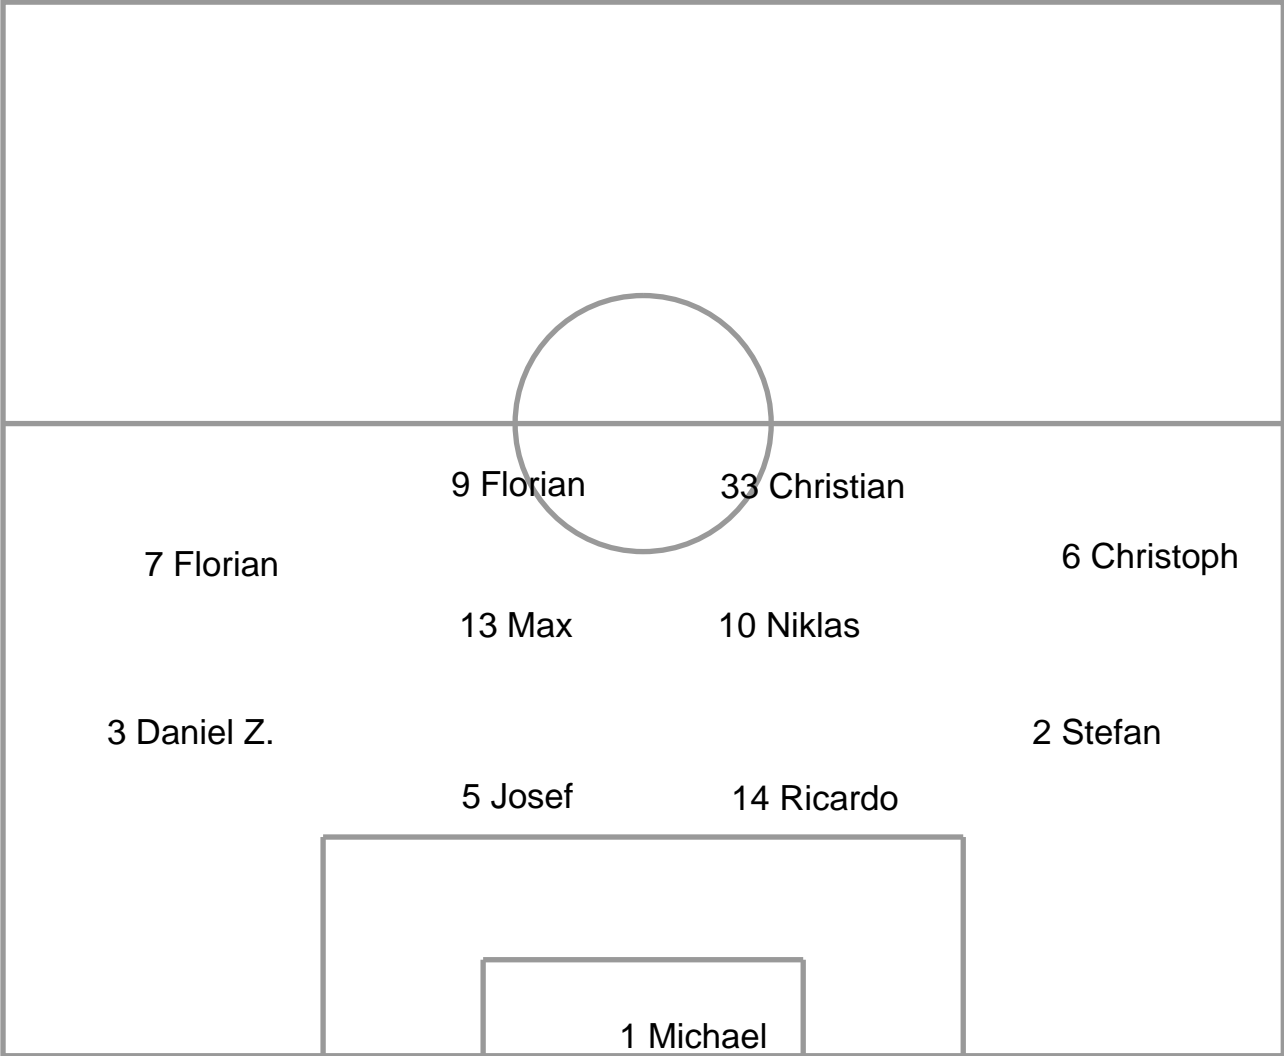 9 Florian
33 Christian
7 Florian
6 Christoph
13 Max
10 Niklas
3 Daniel Z.
2 Stefan
5 Josef
14 Ricardo
1 Michael